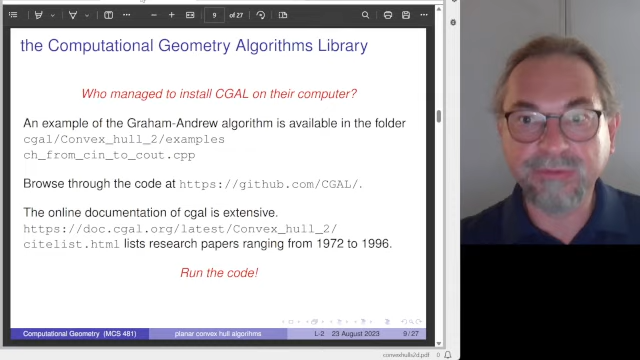 9 of 27
the Computational Geometry Algorithms Library
Who managed to install CGAL on their computer?
An example of the Graham-Andrew algorithm is available in the folder
cgal/Convex_hull_2/examples
ch_from_cin_to_cout.cpp
Browse through the code at https://github.com/CGAL/.
The online documentation of cgal is extensive.
https://doc.cgal.org/latest/Convex_hull_2/
citelist.html lists research papers ranging from 1972 to 1996.
Run the code!
Computational Geometry (MCS 481) planar convex hull algorithms L-2 23 August 2023 9 / 27
convexhulls2d.pdf 0